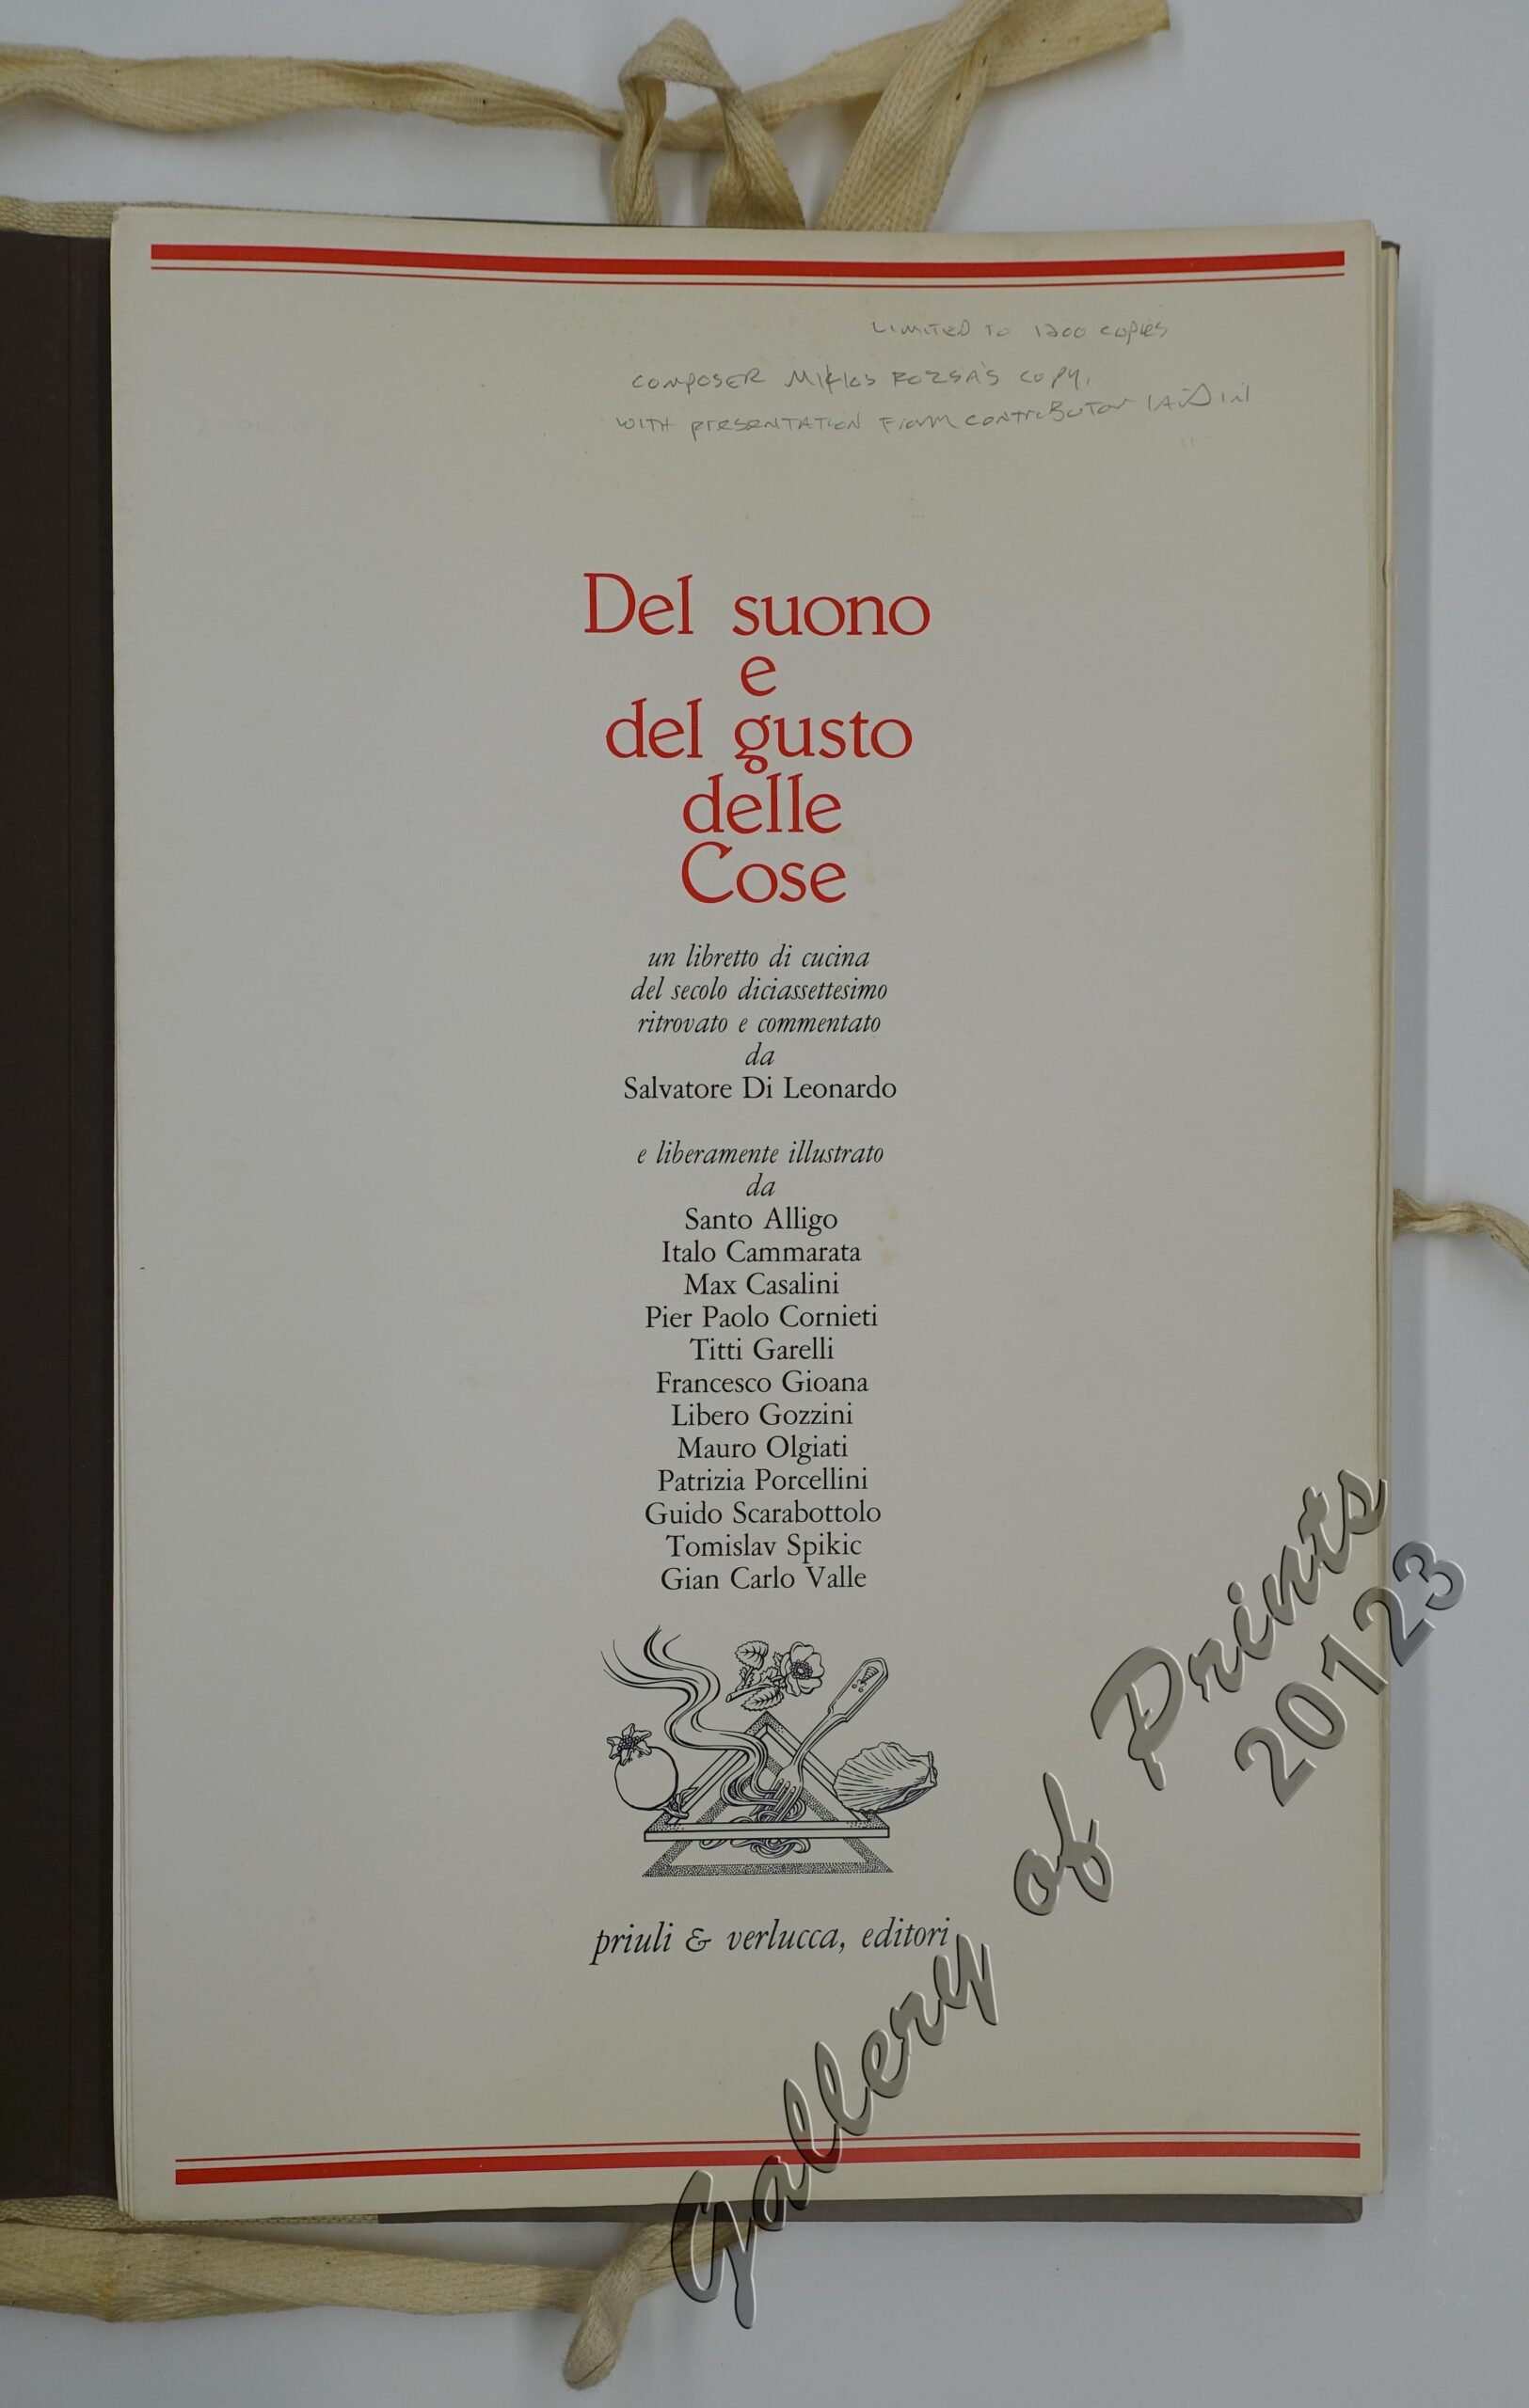 LIMITED TO 1200 COPIES
COMPOSER MIKLOS ROZSA'S COPY,
WITH PRESENTATION FROM CONTRIBUTOR
Del suono
e
del gusto
delle
Cose
un libretto di cucina
del secolo diciassettesimo
ritrovato e commentato
da
Salvatore Di Leonardo
e liberamente illustrato
da
Santo Alligo
Italo Cammarata
Max Casalini
Pier Paolo Cornieti
Titti Garelli
Francesco Gioana
Libero Gozzini
Mauro Olgiati
Patrizia Porcellini
Guido Scarabottolo
Tomislav Spikic
Gian Carlo Valle
priuli & verlucca, editori
Gallery of Prints
20123